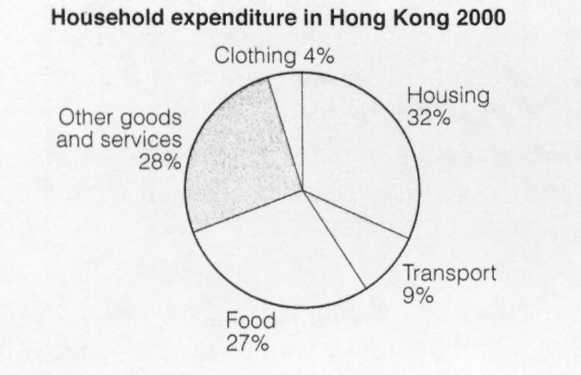 Household expenditure in Hong Kong 2000
Clothing 4%
Housing
32%
Other goods
and services
28%
Transport
9%
Food
27%